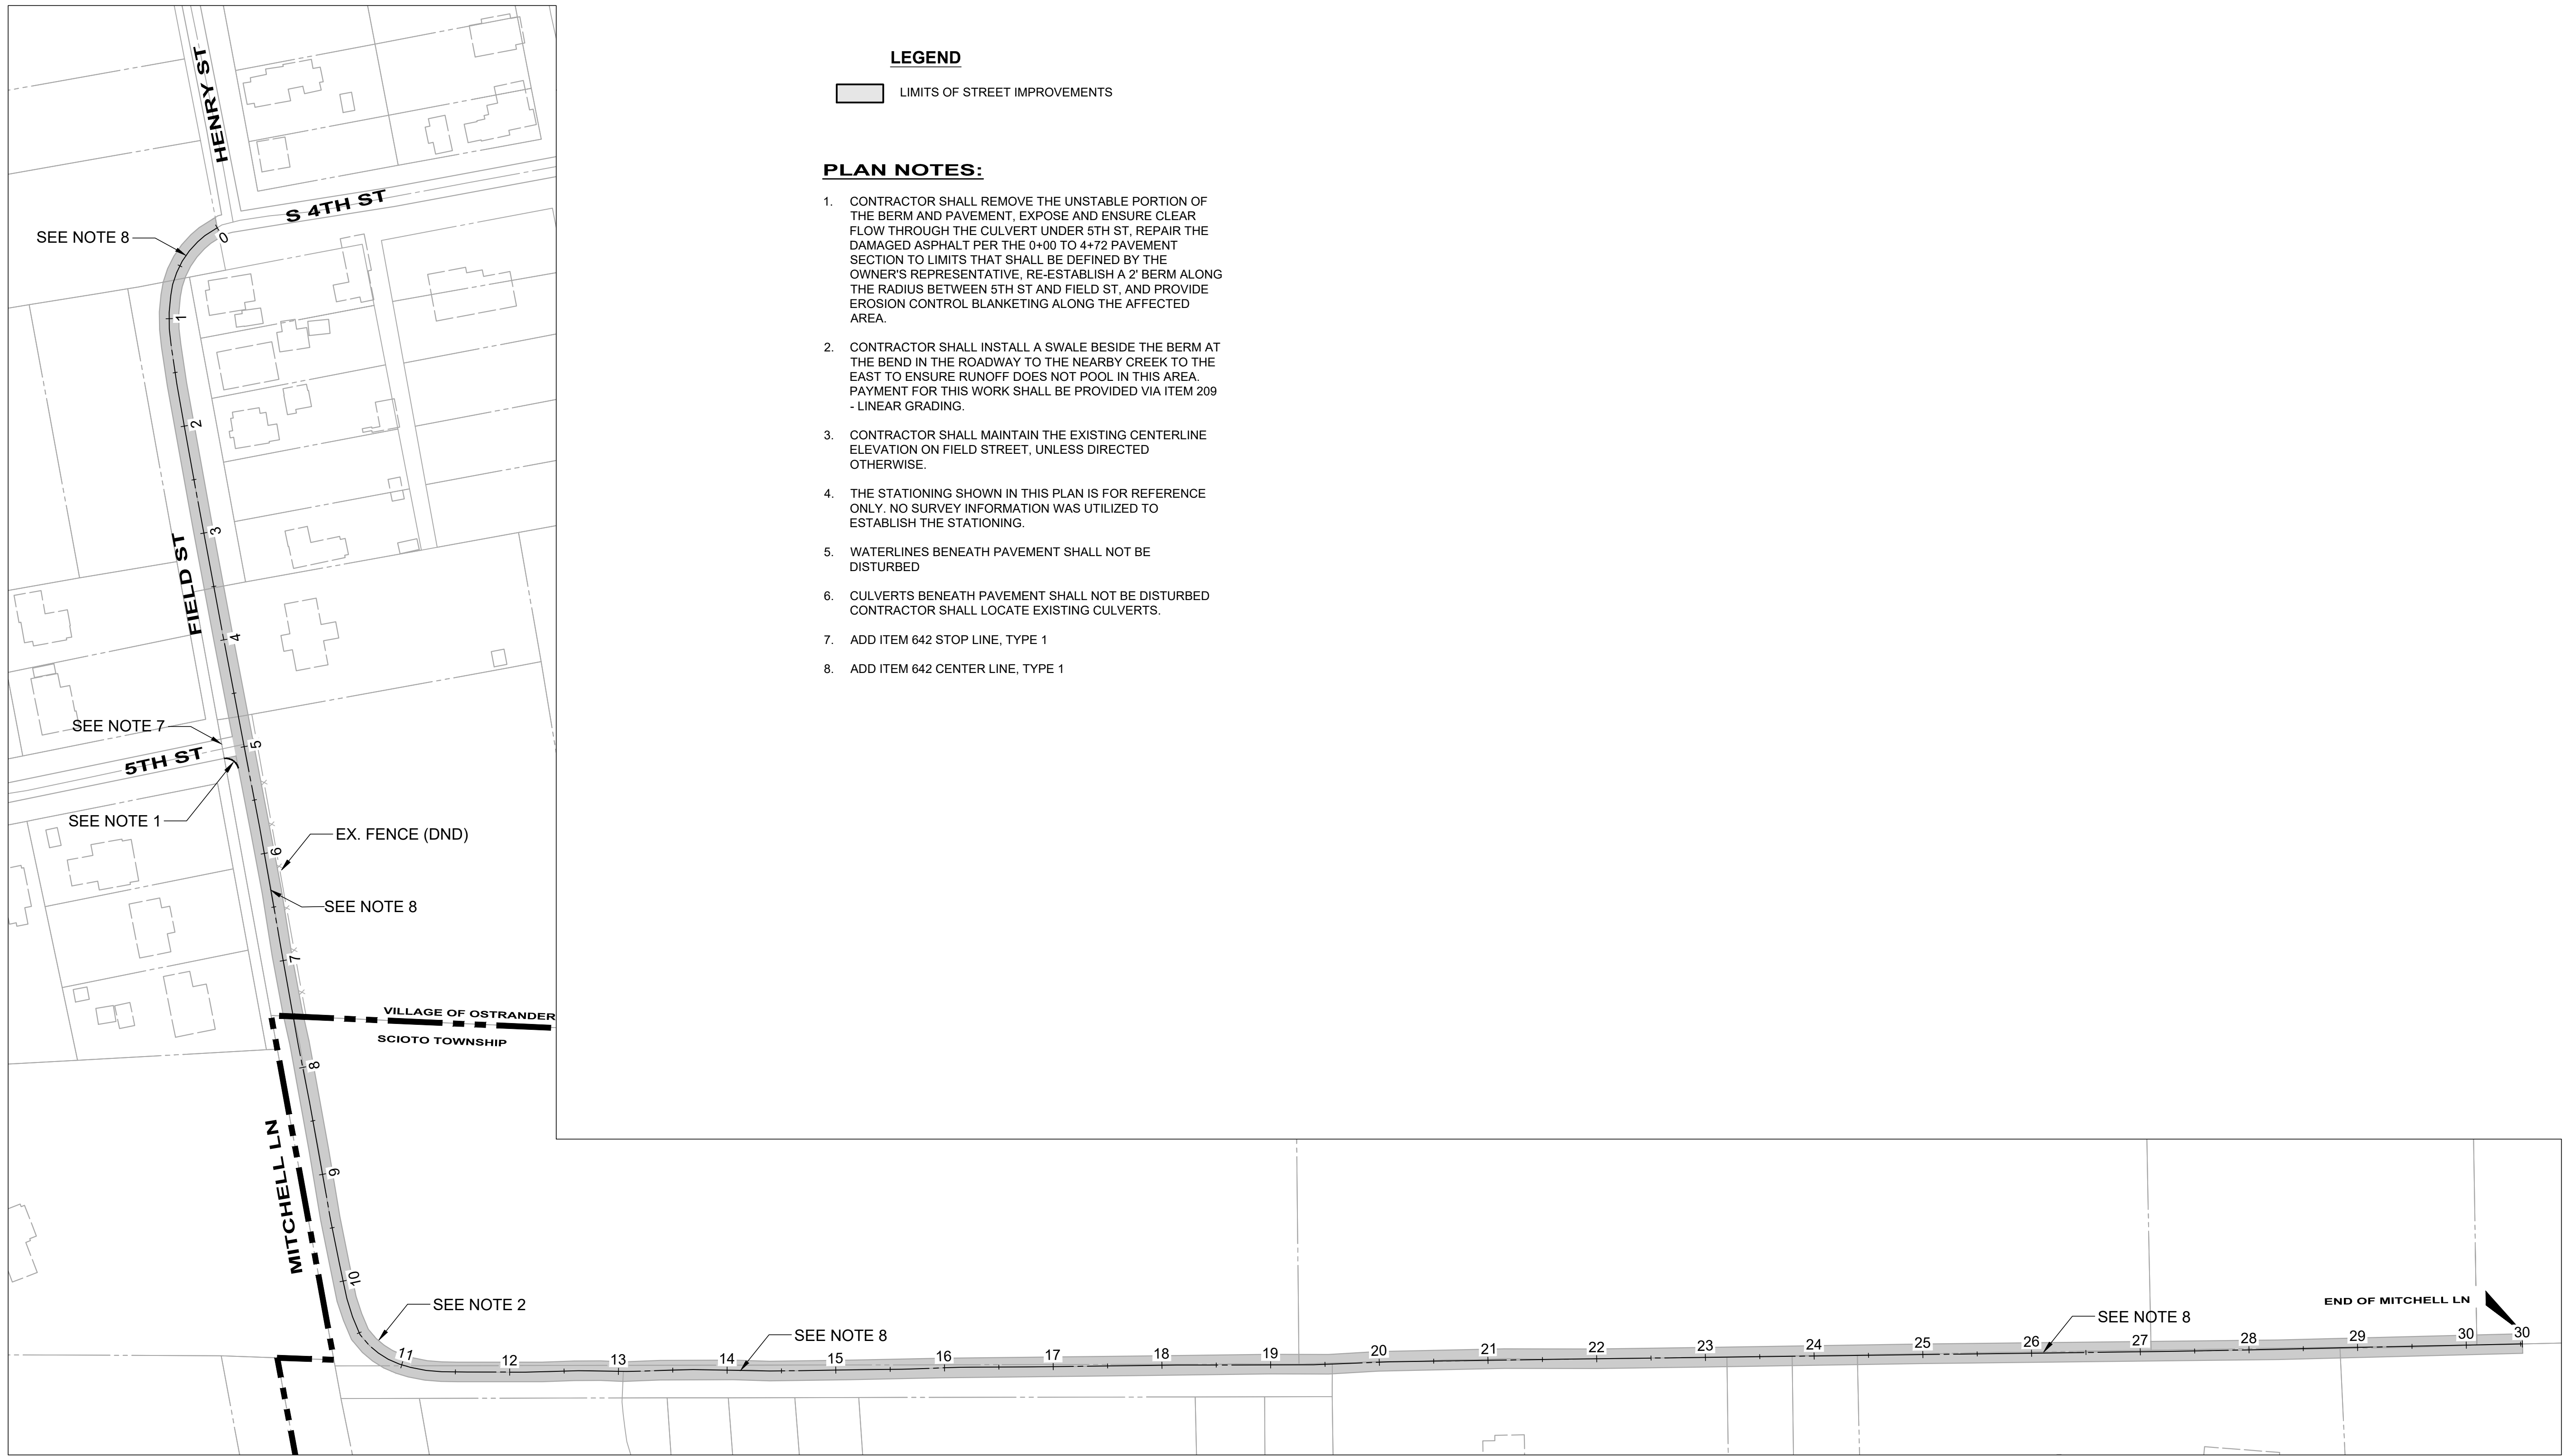 LEGEND
LIMITS OF STREET IMPROVEMENTS
PLAN NOTES:
1. CONTRACTOR SHALL REMOVE THE UNSTABLE PORTION OF
THE BERM AND PAVEMENT, EXPOSE AND ENSURE CLEAR
FLOW THROUGH THE CULVERT UNDER 5TH ST, REPAIR THE
DAMAGED ASPHALT PER THE 0+00 TO 4+72 PAVEMENT
SECTION TO LIMITS THAT SHALL BE DEFINED BY THE
OWNER'S REPRESENTATIVE, RE-ESTABLISH A 2' BERM ALONG
THE RADIUS BETWEEN 5TH ST AND FIELD ST, AND PROVIDE
EROSION CONTROL BLANKETING ALONG THE AFFECTED
AREA.
2. CONTRACTOR SHALL INSTALL A SWALE BESIDE THE BERM AT
THE BEND IN THE ROADWAY TO THE NEARBY CREEK TO THE
EAST TO ENSURE RUNOFF DOES NOT POOL IN THIS AREA.
PAYMENT FOR THIS WORK SHALL BE PROVIDED VIA ITEM 209
- LINEAR GRADING.
3. CONTRACTOR SHALL MAINTAIN THE EXISTING CENTERLINE
ELEVATION ON FIELD STREET, UNLESS DIRECTED
OTHERWISE.
4. THE STATIONING SHOWN IN THIS PLAN IS FOR REFERENCE
ONLY. NO SURVEY INFORMATION WAS UTILIZED TO
ESTABLISH THE STATIONING.
5. WATERLINES BENEATH PAVEMENT SHALL NOT BE
DISTURBED
6. CULVERTS BENEATH PAVEMENT SHALL NOT BE DISTURBED
CONTRACTOR SHALL LOCATE EXISTING CULVERTS.
7. ADD ITEM 642 STOP LINE, TYPE 1
8. ADD ITEM 642 CENTER LINE, TYPE 1
HENRY ST
S 4TH ST
SEE NOTE 8
0
1
2
3
FIELD ST
4
SEE NOTE 7
5
5TH ST
SEE NOTE 1
EX. FENCE (DND)
6
SEE NOTE 8
7
VILLAGE OF OSTRANDER
SCIOTO TOWNSHIP
8
MITCHELL LN
9
10
SEE NOTE 2
SEE NOTE 8
SEE NOTE 8
END OF MITCHELL LN
11
12
13
14
15
16
17
18
19
20
21
22
23
24
25
26
27
28
29
30
30